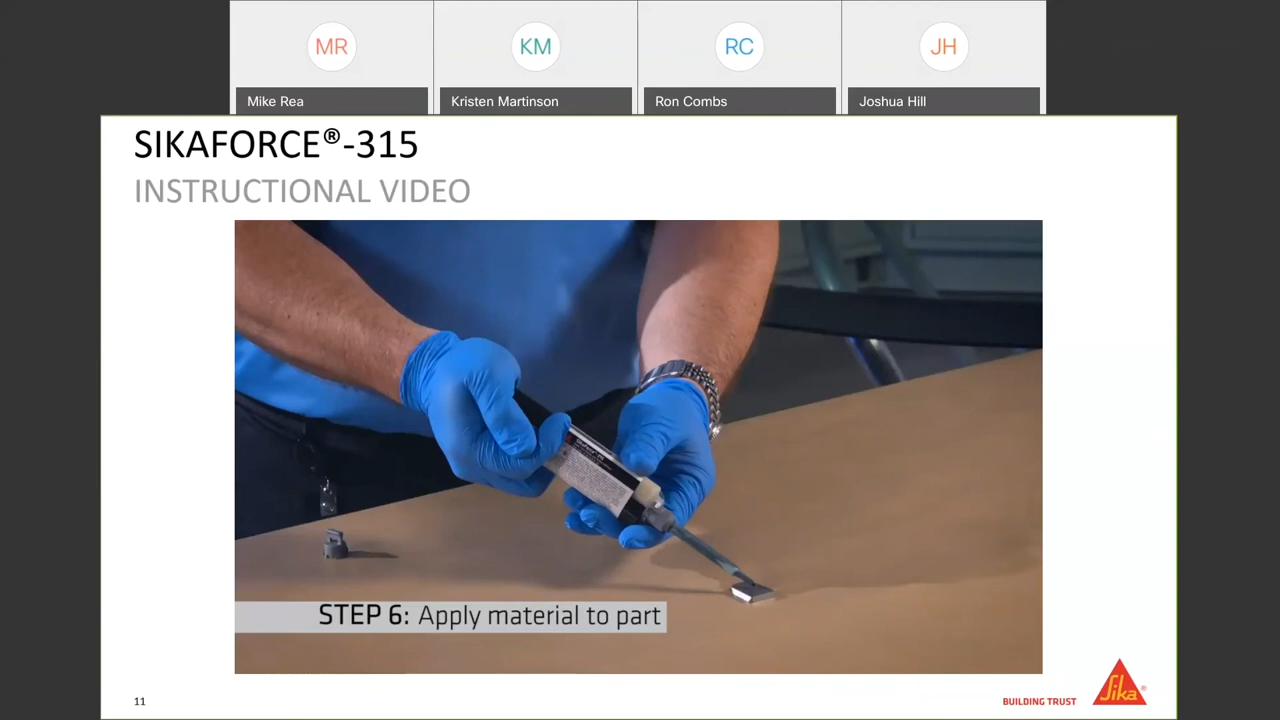 MR
KM
RC
JH
Mike Rea
Kristen Martinson
Ron Combs
Joshua Hill
SIKAFORCE®-315
INSTRUCTIONAL VIDEO
STEP 6: Apply material to part
11
BUILDING TRUST
Sika®